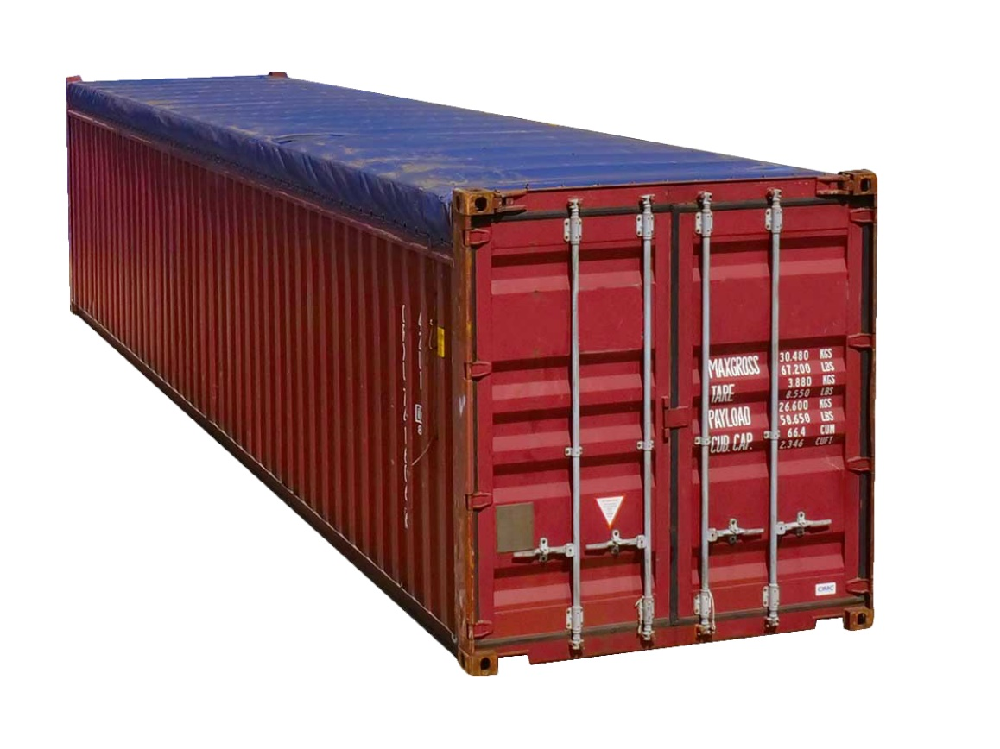 MAXGROSS 30.480 KGS
67.200 LBS
TARE 3.880 KGS
8.550 LBS
PAYLOAD 26.600 KGS
58.650 LBS
CUB. CAP. 66.4 CUM
2.346 CUFT
CIMC